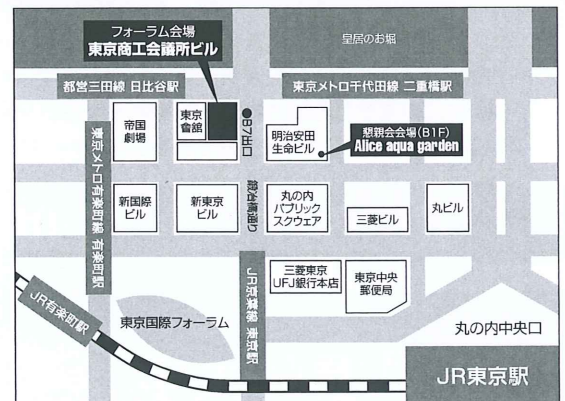 フォーラム会場
東京商工会議所ビル
皇居のお堀
都営三田線 日比谷駅
東京メトロ千代田線 二重橋駅
帝国
劇場
東京
會舘
●B7出口
明治安田
生命ビル
懇親会会場(B1F)
Alice aqua garden
東京メトロ有楽町線 有楽町駅
新国際
ビル
新東京
ビル
鍛冶橋通り
丸の内
パブリック
スクウェア
三菱ビル
丸ビル
JR有楽町駅
東京国際フォーラム
JR京葉線 東京駅
三菱東京
UFJ銀行本店
東京中央
郵便局
丸の内中央口
JR東京駅